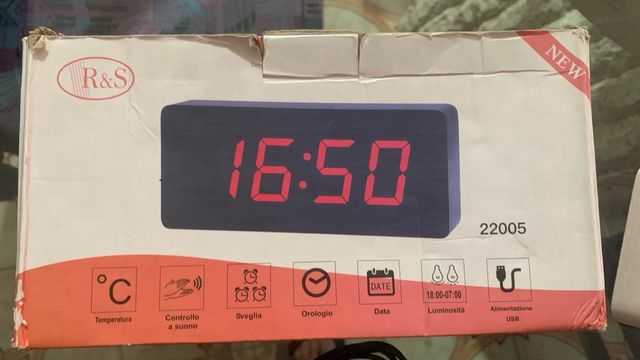 R&S
NEW
16:50
22005
°C
DATE
18:00-07:00
Temperatura
Controllo
a suono
Sveglia
Orologio
Data
Luminosità
Alimentazione
USB